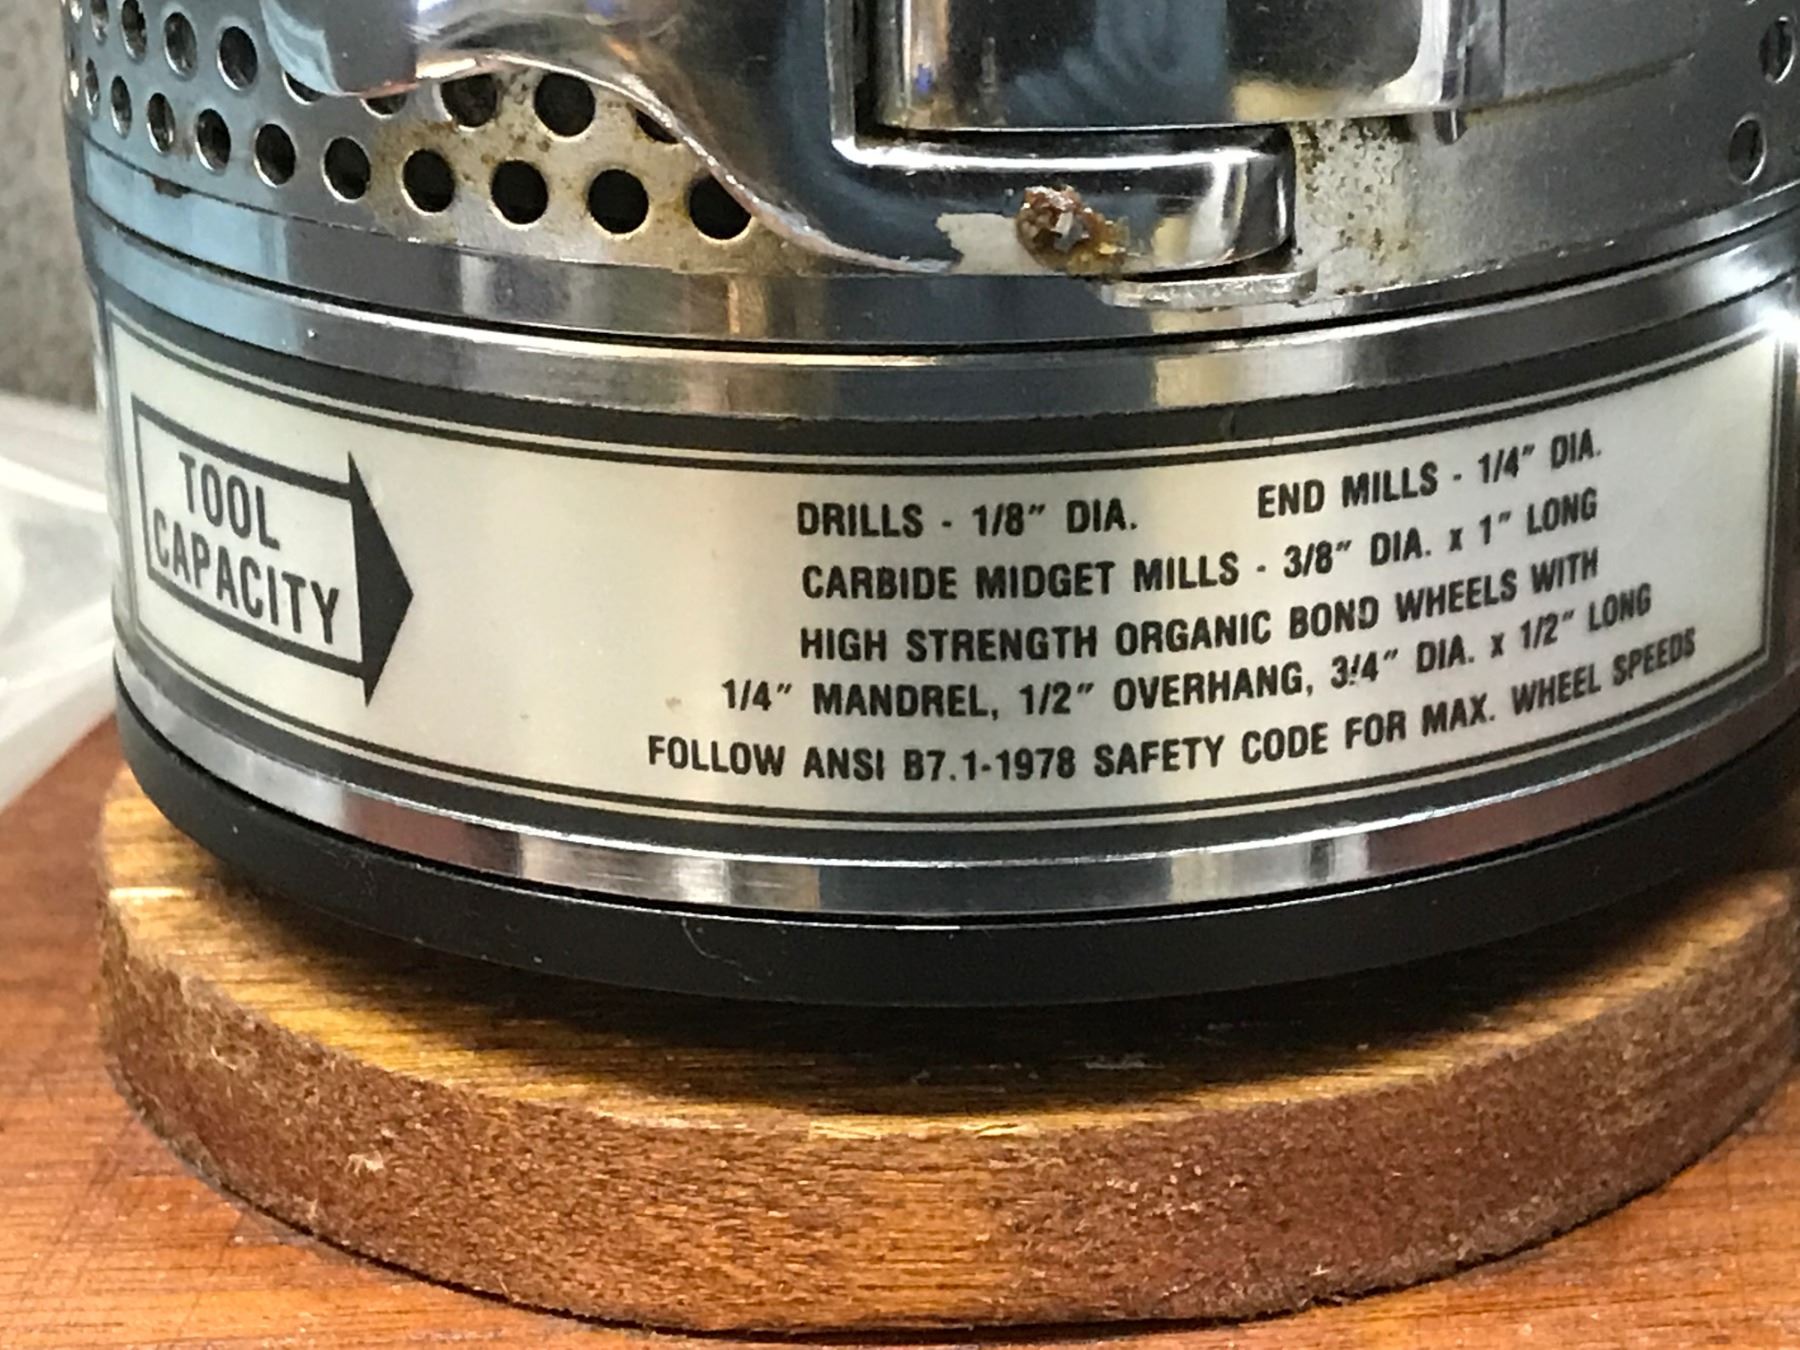 TOOL
CAPACITY
DRILLS - 1/8" DIA. END MILLS - 1/4" DIA.
CARBIDE MIDGET MILLS - 3/8" DIA. x 1" LONG
HIGH STRENGTH ORGANIC BOND WHEELS WITH
1/4" MANDREL, 1/2" OVERHANG, 3/4" DIA. x 1/2" LONG
FOLLOW ANSI B7.1-1978 SAFETY CODE FOR MAX. WHEEL SPEEDS